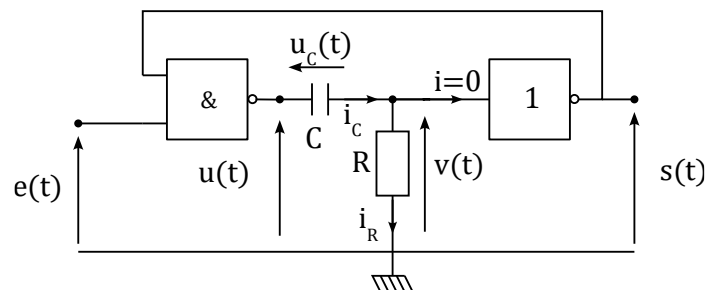 u_C(t)
i=0
&
1
i_C
C
R
e(t)
u(t)
v(t)
s(t)
i_R